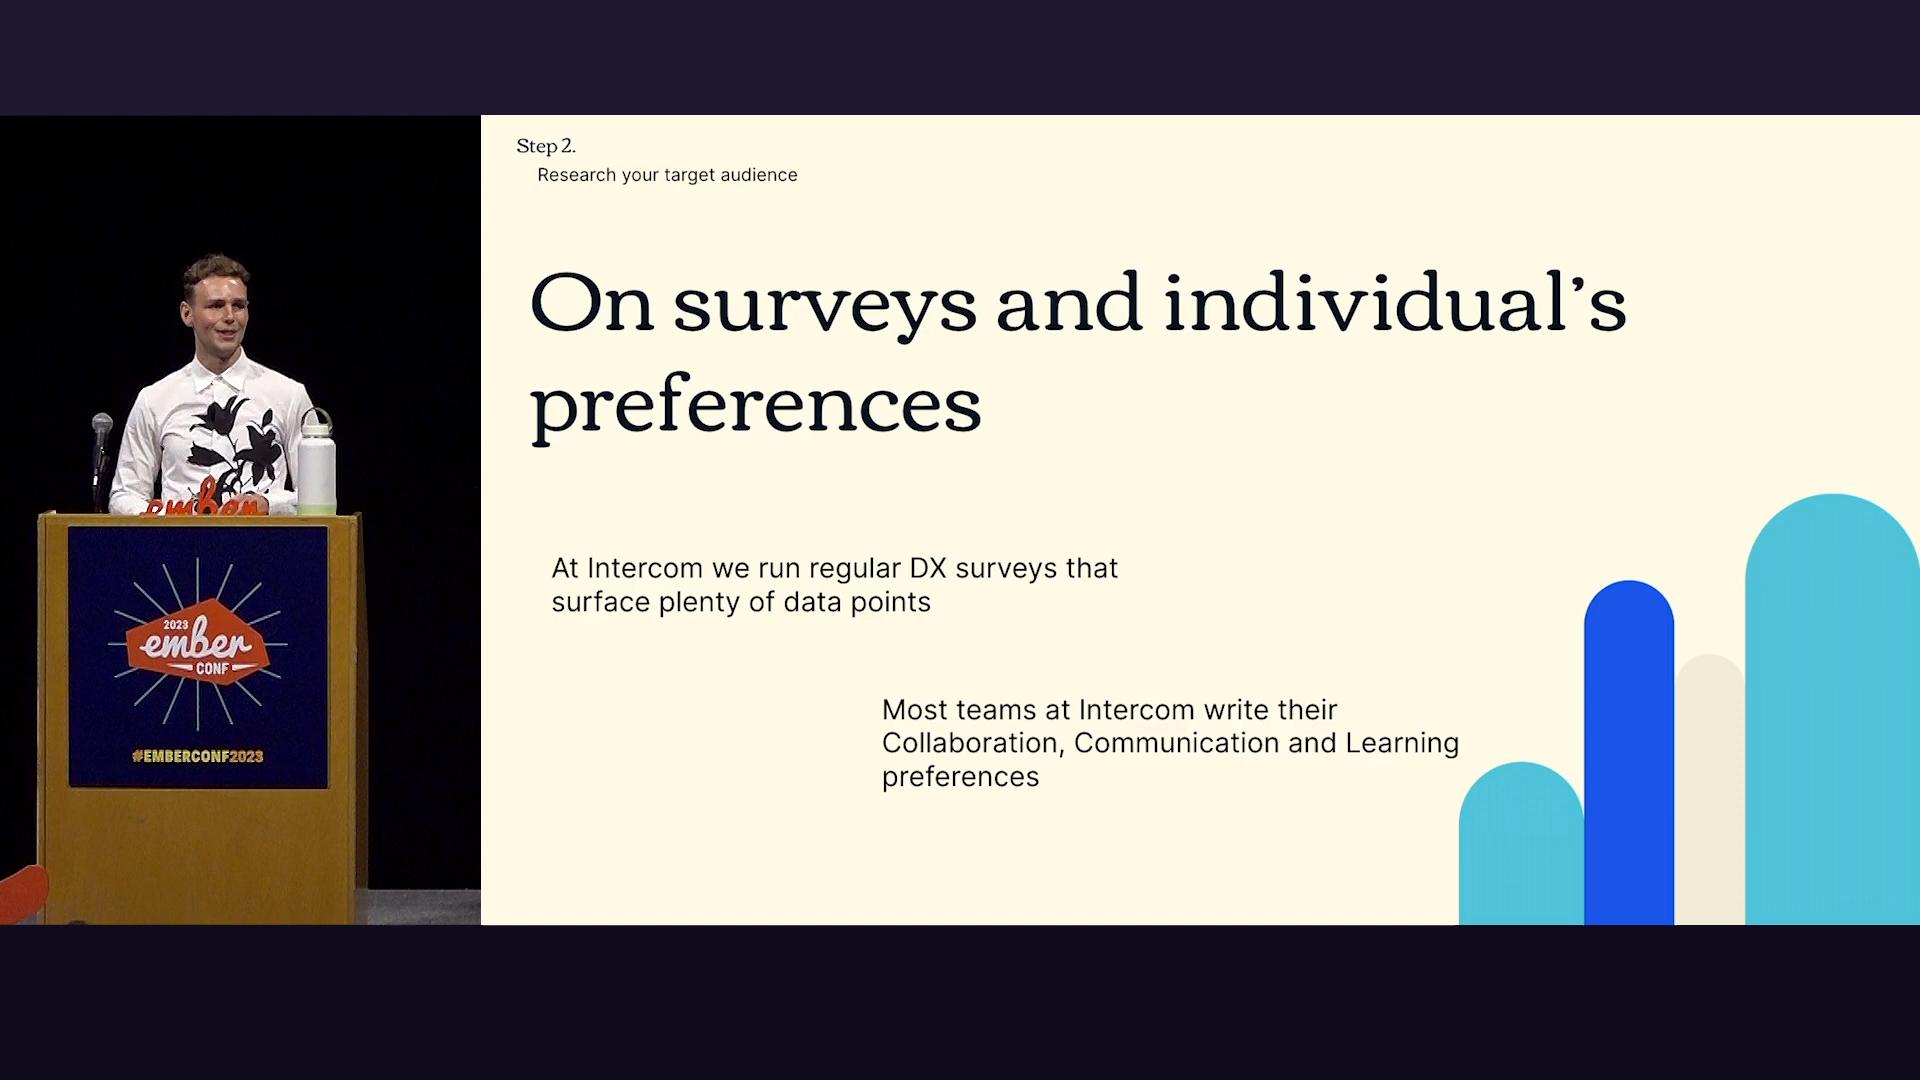 Step 2.
Research your target audience
On surveys and individual’s
preferences
At Intercom we run regular DX surveys that
surface plenty of data points
Most teams at Intercom write their
Collaboration, Communication and Learning
preferences
ember
2023
ember
CONF
#EMBERCONF2023